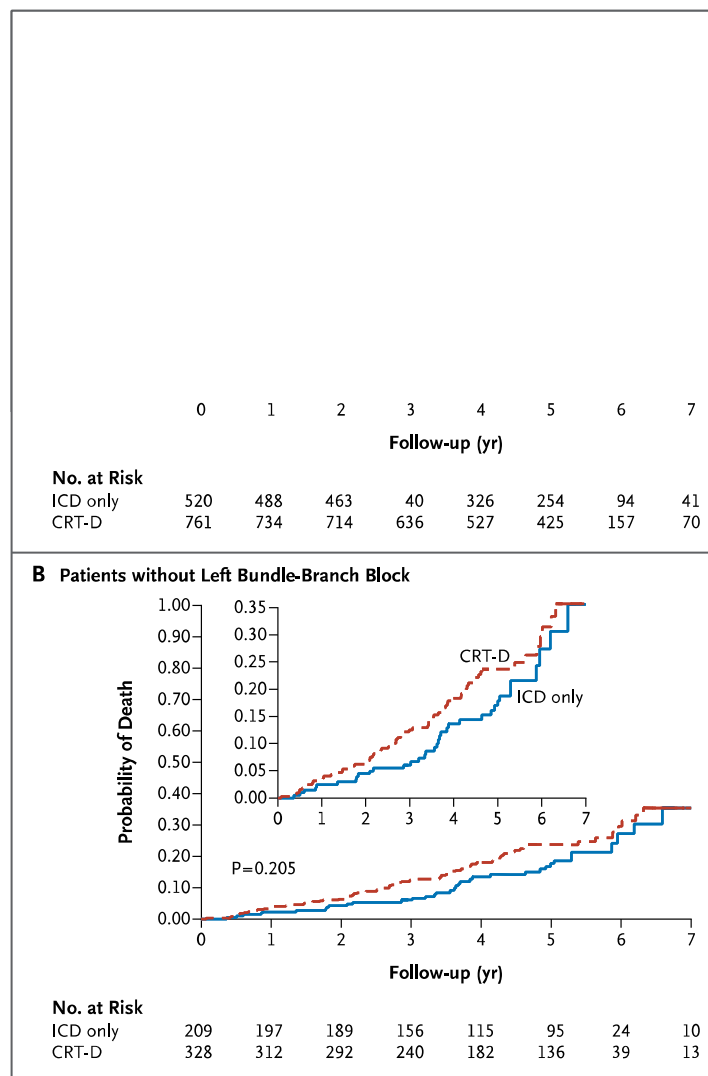 0 1 2 3 4 5 6 7
Follow-up (yr)
No. at Risk
ICD only 520 488 463 40 326 254 94 41
CRT-D 761 734 714 636 527 425 157 70
B Patients without Left Bundle-Branch Block
Probability of Death
1.00
0.90
0.80
0.70
0.60
0.50
0.40
0.30
0.20
0.10
0.00
0.35
0.30
0.25
0.20
0.15
0.10
0.05
0.00
CRT-D
ICD only
0 1 2 3 4 5 6 7
P=0.205
0 1 2 3 4 5 6 7
Follow-up (yr)
No. at Risk
ICD only 209 197 189 156 115 95 24 10
CRT-D 328 312 292 240 182 136 39 13